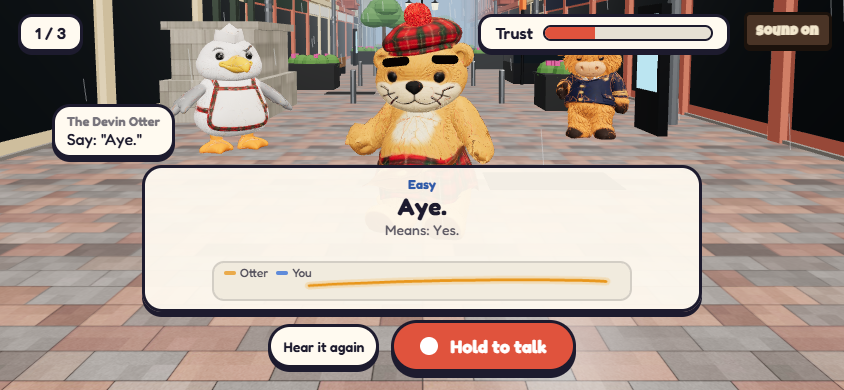 1 / 3
Trust
Sound on
The Devin Otter
Say: "Aye."
Easy
Aye.
Means: Yes.
Otter You
Hear it again
Hold to talk